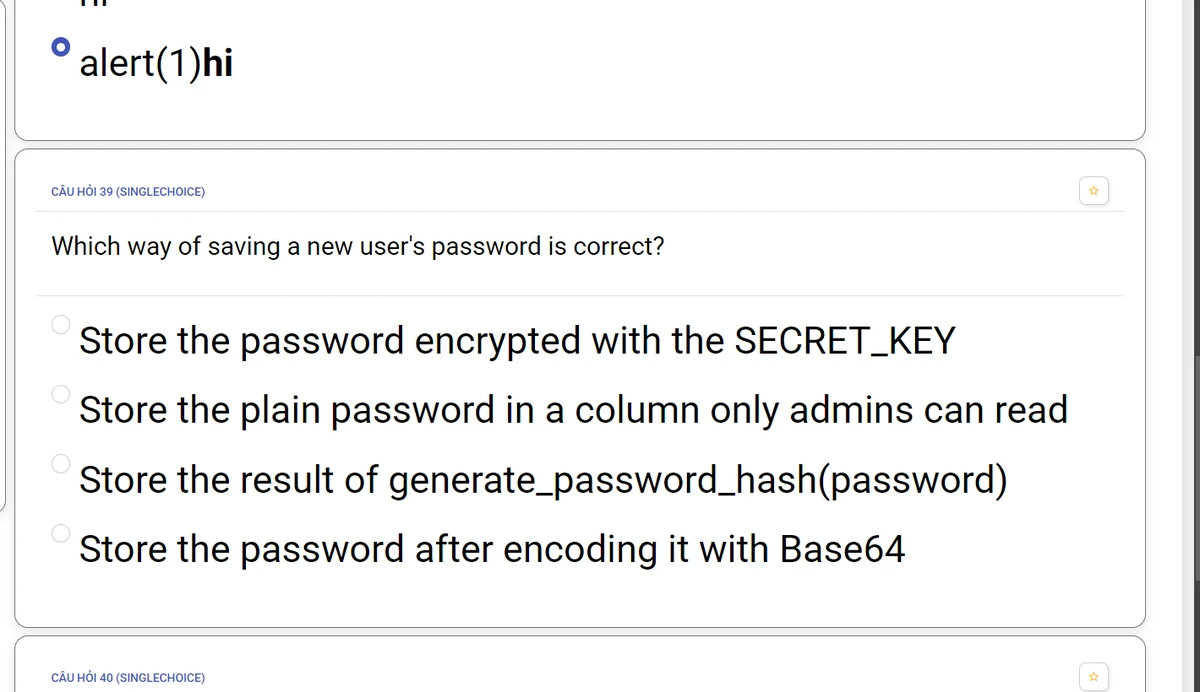 alert(1)hi
CÂU HỎI 39 (SINGLECHOICE)
Which way of saving a new user's password is correct?
Store the password encrypted with the SECRET_KEY
Store the plain password in a column only admins can read
Store the result of generate_password_hash(password)
Store the password after encoding it with Base64
CÂU HỎI 40 (SINGLECHOICE)